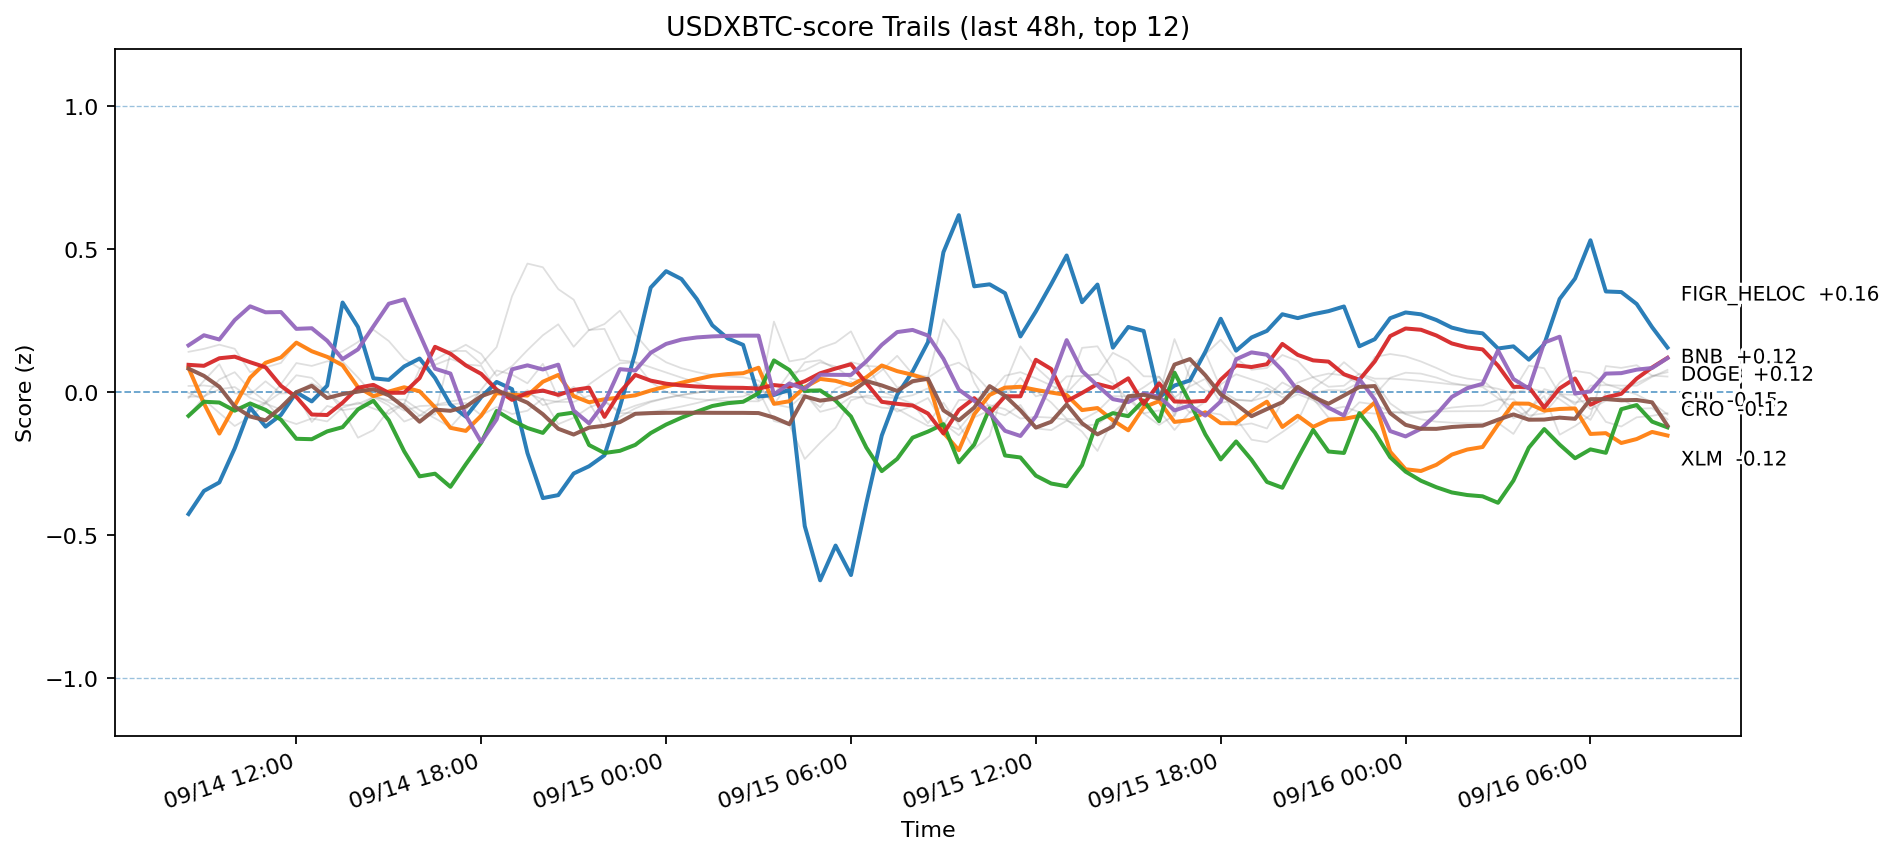 USDXBTC-score Trails (last 48h, top 12)
Score (z)
1.0
0.5
0.0
−0.5
−1.0
FIGR_HELOC +0.16
BNB +0.12
DOGE +0.12
-0.15
CRO -0.12
XLM -0.12
09/14 12:00
09/14 18:00
09/15 00:00
09/15 06:00
09/15 12:00
09/15 18:00
09/16 00:00
09/16 06:00
Time